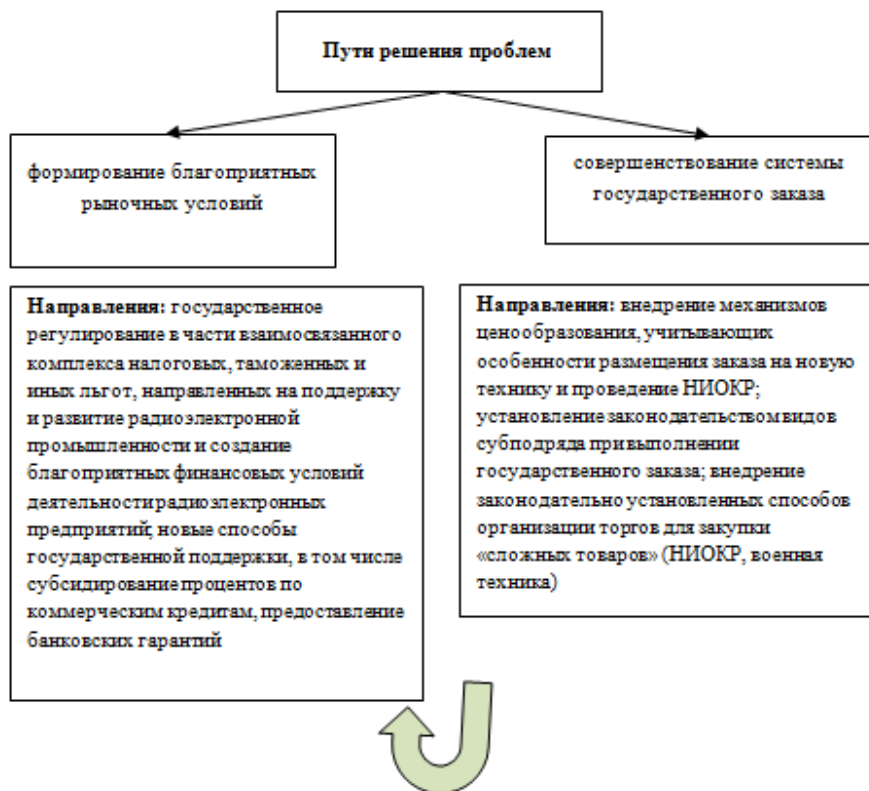 Пути решения проблем
формирование благоприятных
рыночных условий
совершенствование системы
государственного заказа
Направления: государственное
регулирование в части взаимосвязанного
комплекса налоговых, таможенных и
иных льгот, направленных на поддержку
и развитие радиоэлектронной
промышленности и создание
благоприятных финансовых условий
деятельности радиоэлектронных
предприятий; новые способы
государственной поддержки, в том числе
субсидирование процентов по
коммерческим кредитам, предоставление
банковских гарантий
Направления: внедрение механизмов
ценообразования, учитывающих
особенности размещения заказа на новую
технику и проведение НИОКР;
установление законодательством видов
субподряда при выполнении
государственного заказа; внедрение
законодательно установленных способов
организации торгов для закупки
«сложных товаров» (НИОКР, военная
техника)